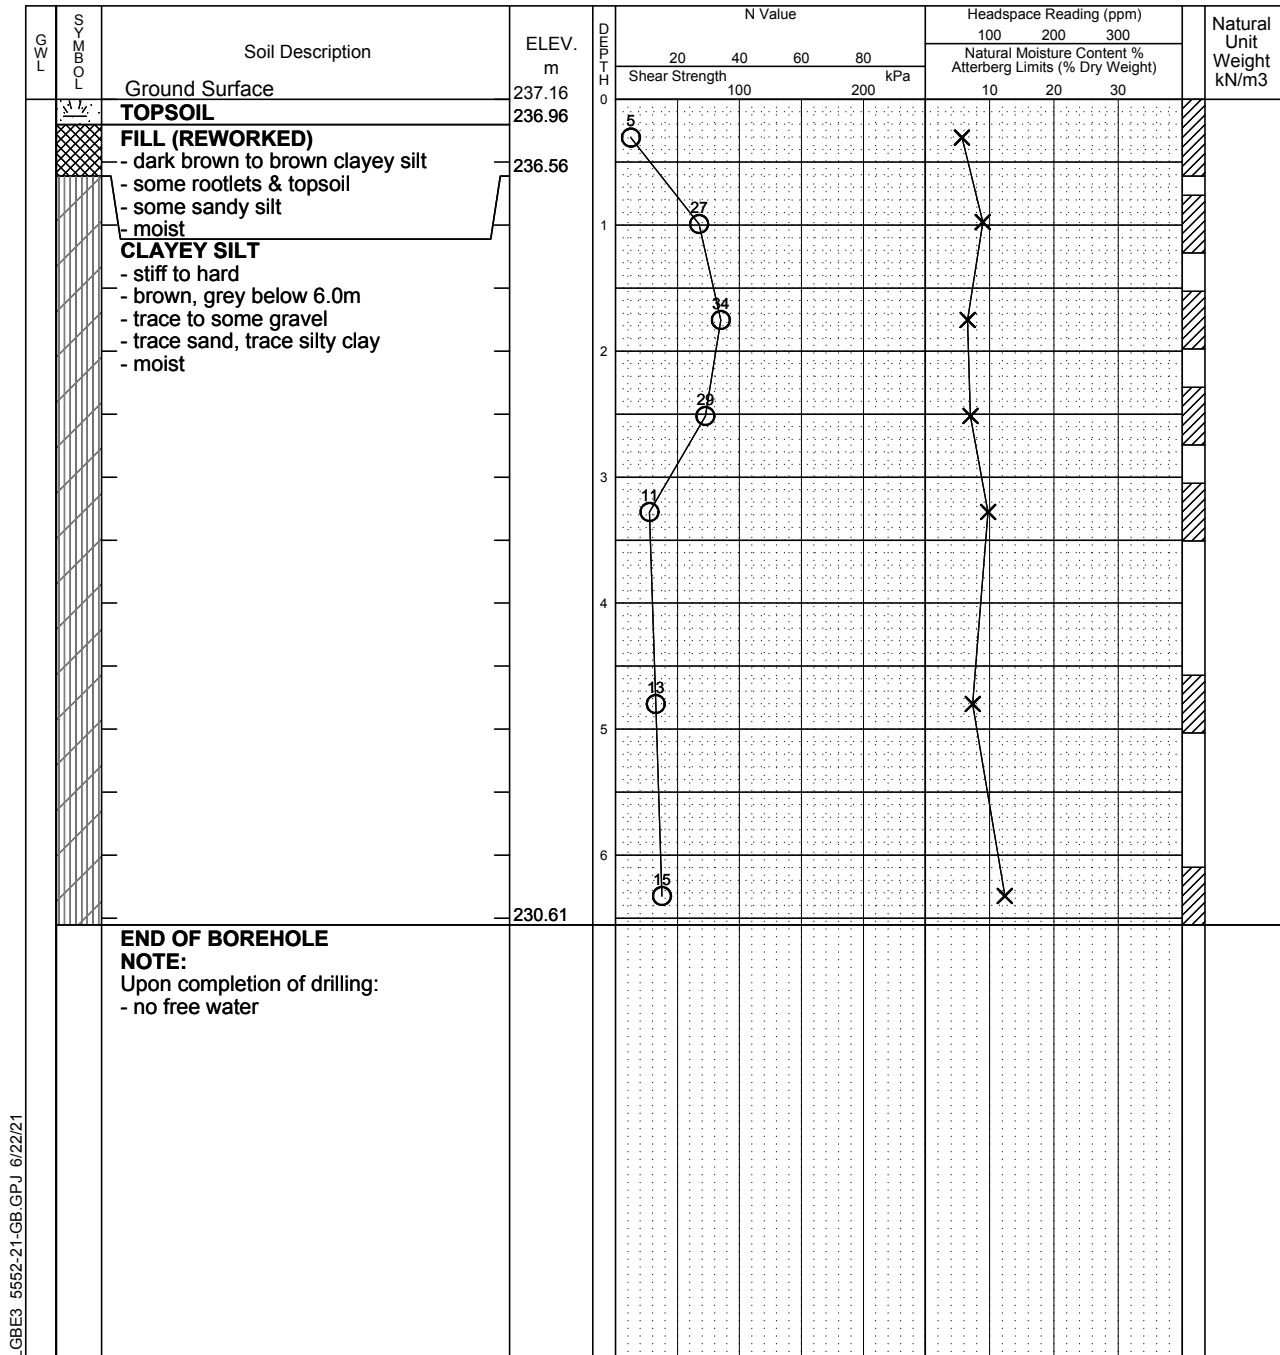 GWL
SYMBOL
Soil Description
Ground Surface
ELEV.
m
237.16
DEPTH
N Value
20 40 60 80
Shear Strength kPa
100 200
Headspace Reading (ppm)
100 200 300
Natural Moisture Content %
Atterberg Limits (% Dry Weight)
10 20 30
Natural
Unit
Weight
kN/m3
0
TOPSOIL
236.96
FILL (REWORKED)
- dark brown to brown clayey silt
236.56
- some rootlets & topsoil
- some sandy silt
- moist
CLAYEY SILT
- stiff to hard
- brown, grey below 6.0m
- trace to some gravel
- trace sand, trace silty clay
- moist
5
27
1
34
2
29
3
11
4
13
5
6
15
230.61
END OF BOREHOLE
NOTE:
Upon completion of drilling:
- no free water
GBE3 5552-21-GB.GPJ 6/22/21